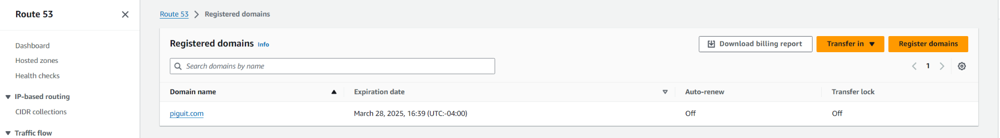 Route 53
Dashboard
Hosted zones
Health checks
IP-based routing
CIDR collections
Traffic flow
Route 53 Registered domains
Registered domains Info
Download billing report
Transfer in
Register domains
Search domains by name
1
Domain name Expiration date Auto-renew Transfer lock
piguit.com March 28, 2025, 16:39 (UTC-04:00) Off Off